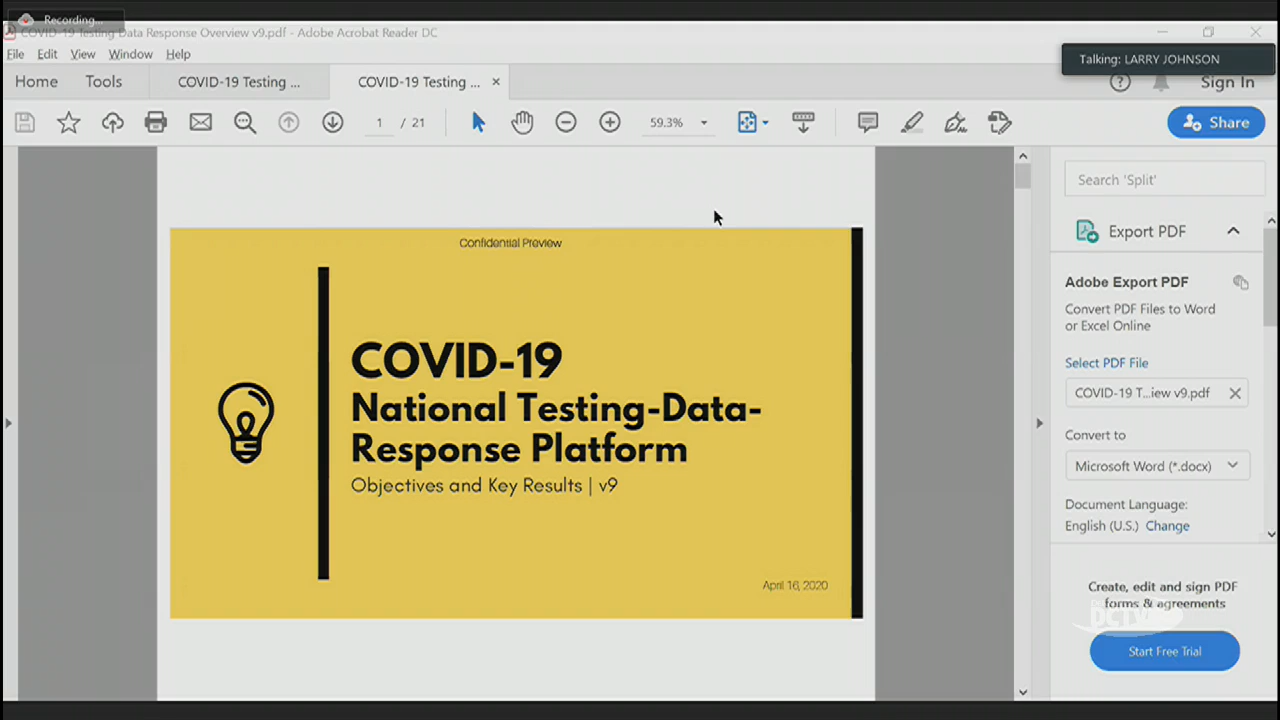 Recording...
COVID-19 Testing Data Response Overview v9.pdf - Adobe Acrobat Reader DC
File Edit View Window Help
Talking: LARRY JOHNSON
Home Tools COVID-19 Testing ... COVID-19 Testing ... × Sign In
1 / 21 59.3% Share
Search 'Split'
Export PDF
Adobe Export PDF
Convert PDF Files to Word
or Excel Online
Select PDF File
COVID-19 T...iew v9.pdf
Convert to
Microsoft Word (*.docx)
Document Language:
English (U.S.) Change
Create, edit and sign PDF
forms & agreements
Start Free Trial
Confidential Preview
COVID-19
National Testing-Data-
Response Platform
Objectives and Key Results | v9
April 16, 2020